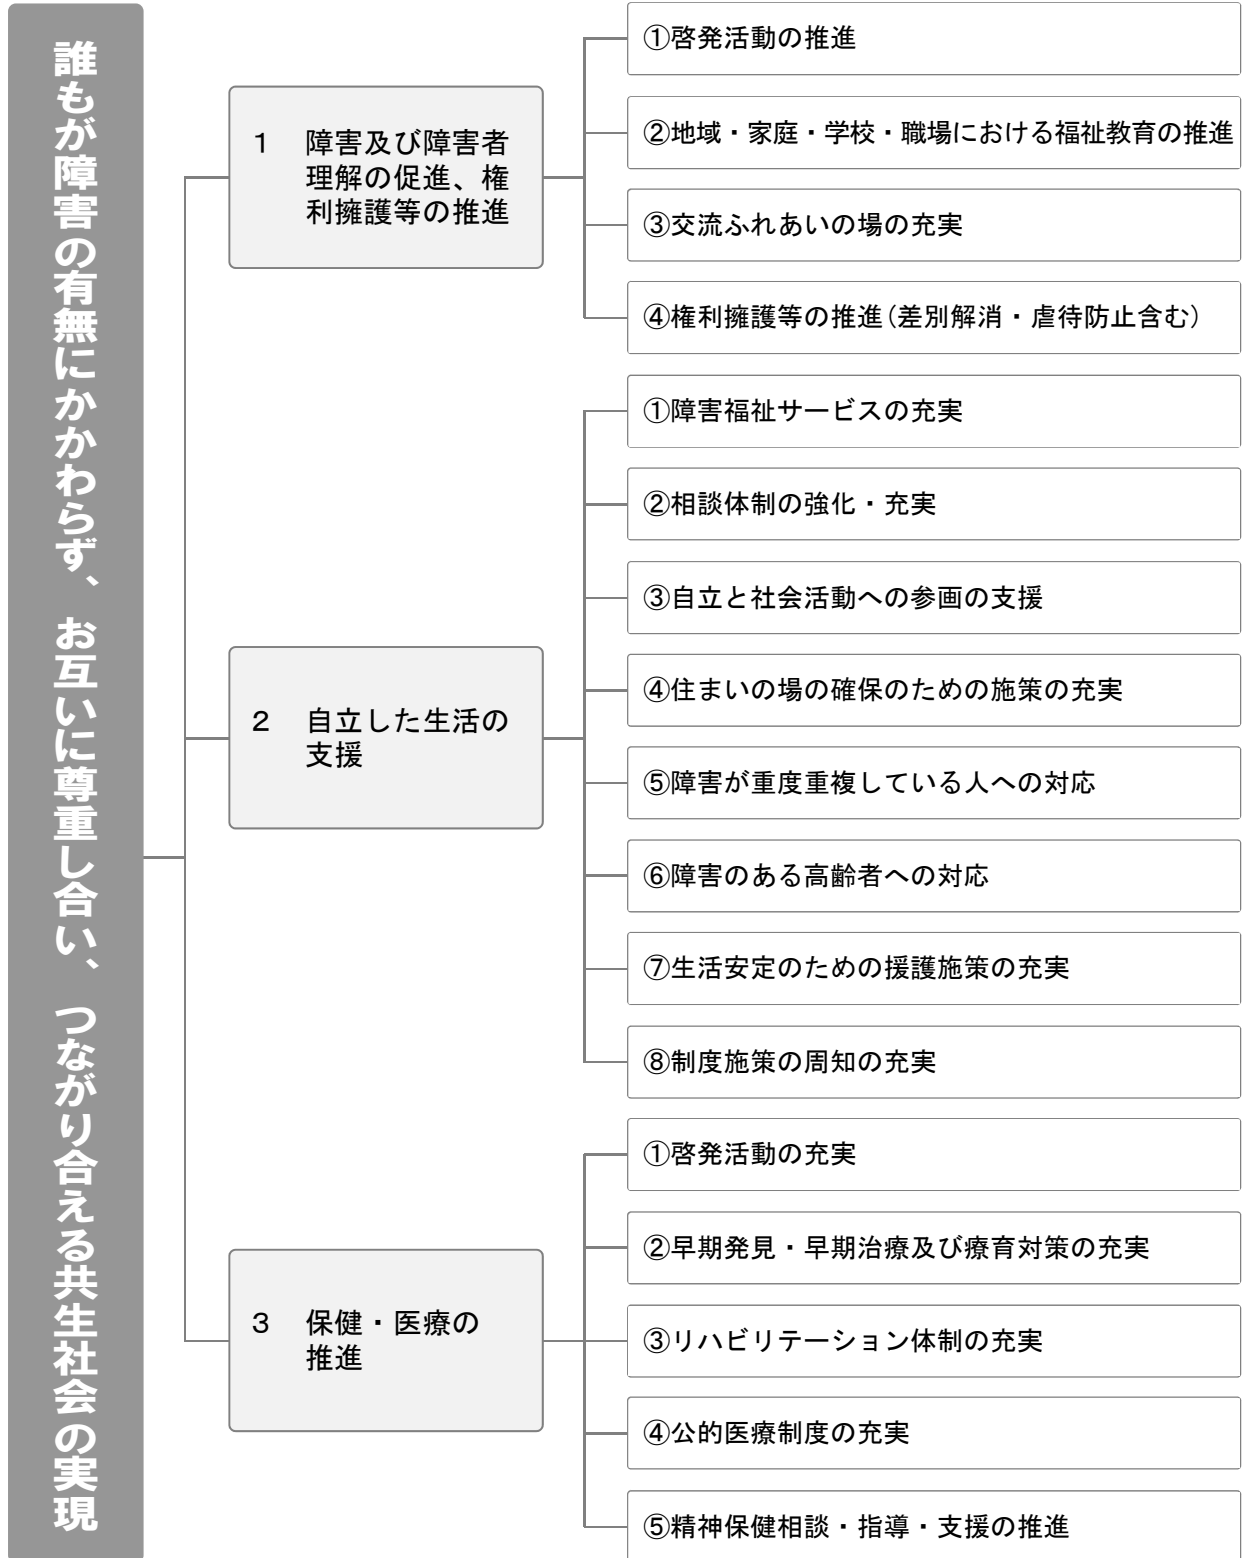 誰もが障害の有無にかかわらず、お互いに尊重し合い、つながり合える共生社会の実現
1 障害及び障害者
理解の促進、権
利擁護等の推進
①啓発活動の推進
②地域・家庭・学校・職場における福祉教育の推進
③交流ふれあいの場の充実
④権利擁護等の推進(差別解消・虐待防止含む)
2 自立した生活の
支援
①障害福祉サービスの充実
②相談体制の強化・充実
③自立と社会活動への参画の支援
④住まいの場の確保のための施策の充実
⑤障害が重度重複している人への対応
⑥障害のある高齢者への対応
⑦生活安定のための援護施策の充実
⑧制度施策の周知の充実
3 保健・医療の
推進
①啓発活動の充実
②早期発見・早期治療及び療育対策の充実
③リハビリテーション体制の充実
④公的医療制度の充実
⑤精神保健相談・指導・支援の推進